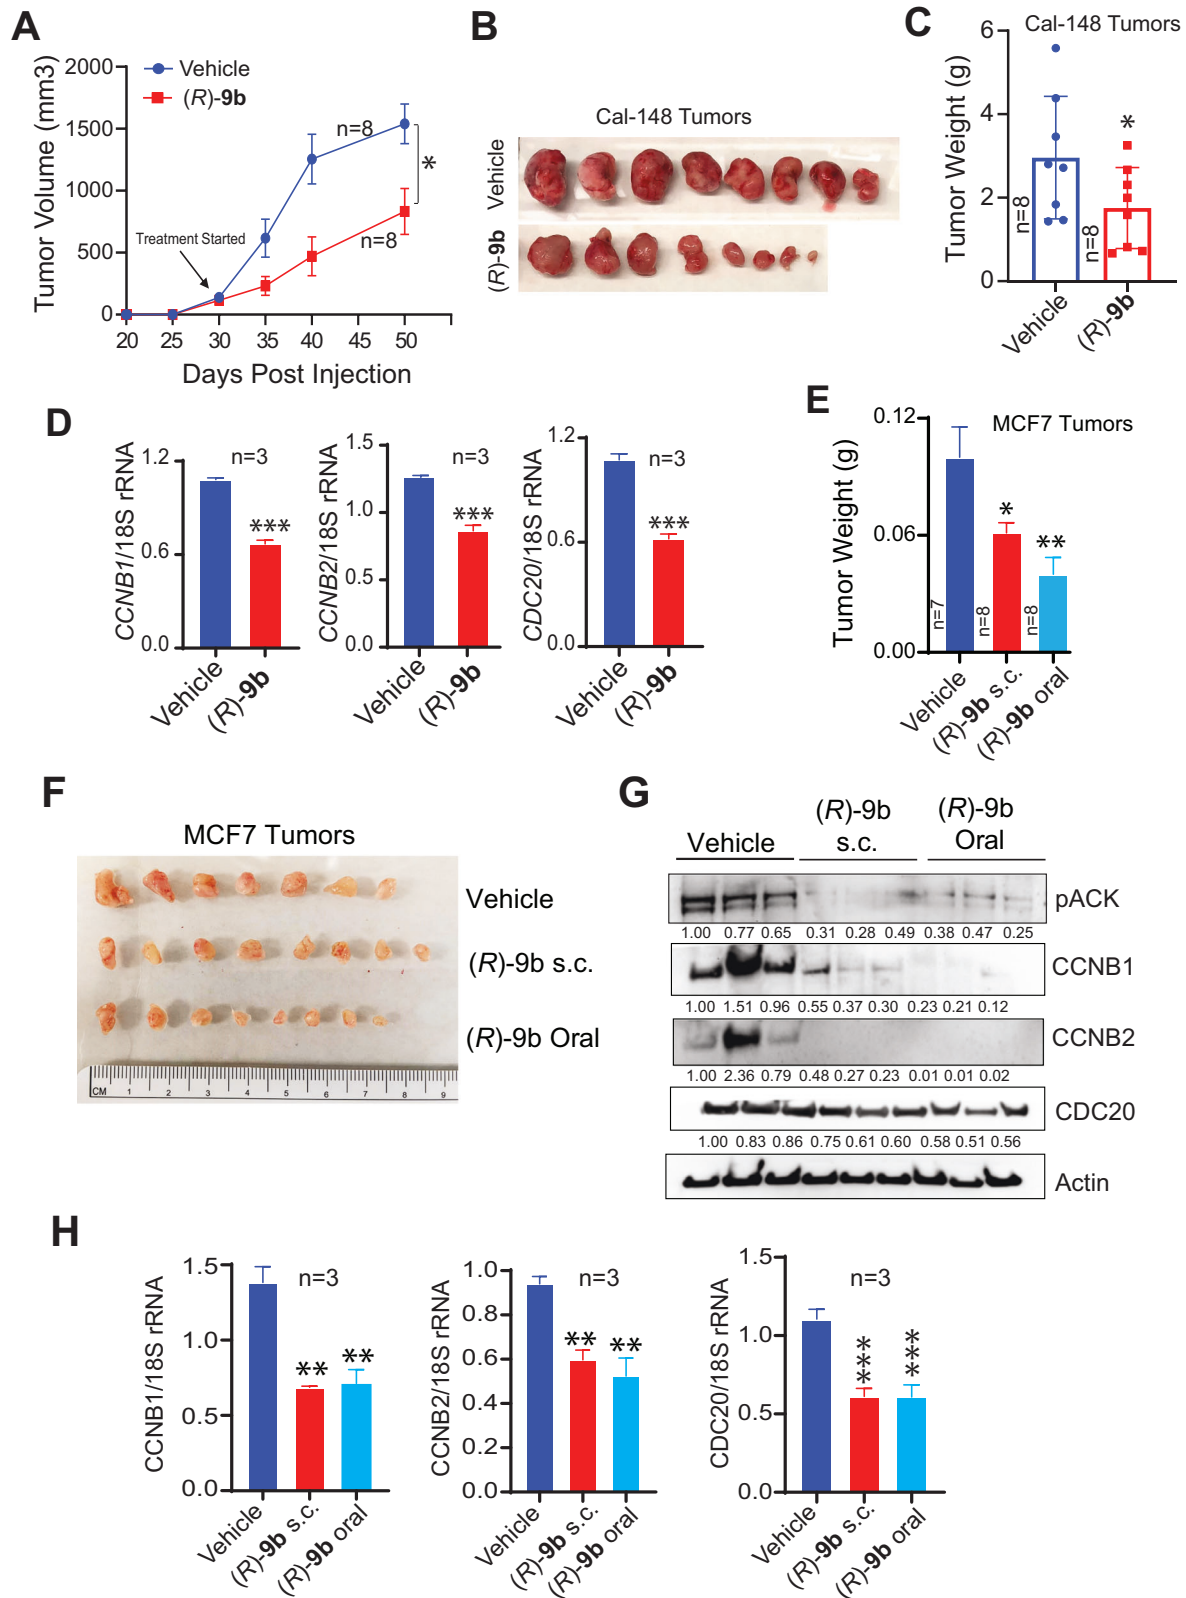 A
Vehicle
(R)-9b
Tumor Volume (mm3)
2000
1500
1000
500
0
n=8
n=8
*
Treatment Started
20 25 30 35 40 45 50
Days Post Injection
B
Cal-148 Tumors
Vehicle
(R)-9b
C
Cal-148 Tumors
Tumor Weight (g)
6
4
2
0
n=8
n=8
*
Vehicle
(R)-9b
D
CCNB1/18S rRNA
1.2
0.6
0.0
n=3
***
Vehicle
(R)-9b
CCNB2/18S rRNA
1.5
1.0
0.5
0.0
n=3
***
Vehicle
(R)-9b
CDC20/18S rRNA
1.2
0.6
0.0
n=3
***
Vehicle
(R)-9b
E
MCF7 Tumors
Tumor Weight (g)
0.12
0.06
0.00
n=7
n=8
n=8
*
**
Vehicle
(R)-9b s.c.
(R)-9b oral
F
MCF7 Tumors
Vehicle
(R)-9b s.c.
(R)-9b Oral
CM 1 2 3 4 5 6 7 8 9
G
Vehicle
(R)-9b
s.c.
(R)-9b
Oral
pACK
1.00 0.77 0.65 0.31 0.28 0.49 0.38 0.47 0.25
CCNB1
1.00 1.51 0.96 0.55 0.37 0.30 0.23 0.21 0.12
CCNB2
1.00 2.36 0.79 0.48 0.27 0.23 0.01 0.01 0.02
CDC20
1.00 0.83 0.86 0.75 0.61 0.60 0.58 0.51 0.56
Actin
H
CCNB1/18S rRNA
1.5
1.0
0.5
0.0
n=3
**
**
Vehicle
(R)-9b s.c.
(R)-9b oral
CCNB2/18S rRNA
1.0
0.8
0.6
0.4
0.2
0.0
n=3
**
**
Vehicle
(R)-9b s.c.
(R)-9b oral
CDC20/18S rRNA
1.5
1.0
0.5
0.0
n=3
***
***
Vehicle
(R)-9b s.c.
(R)-9b oral